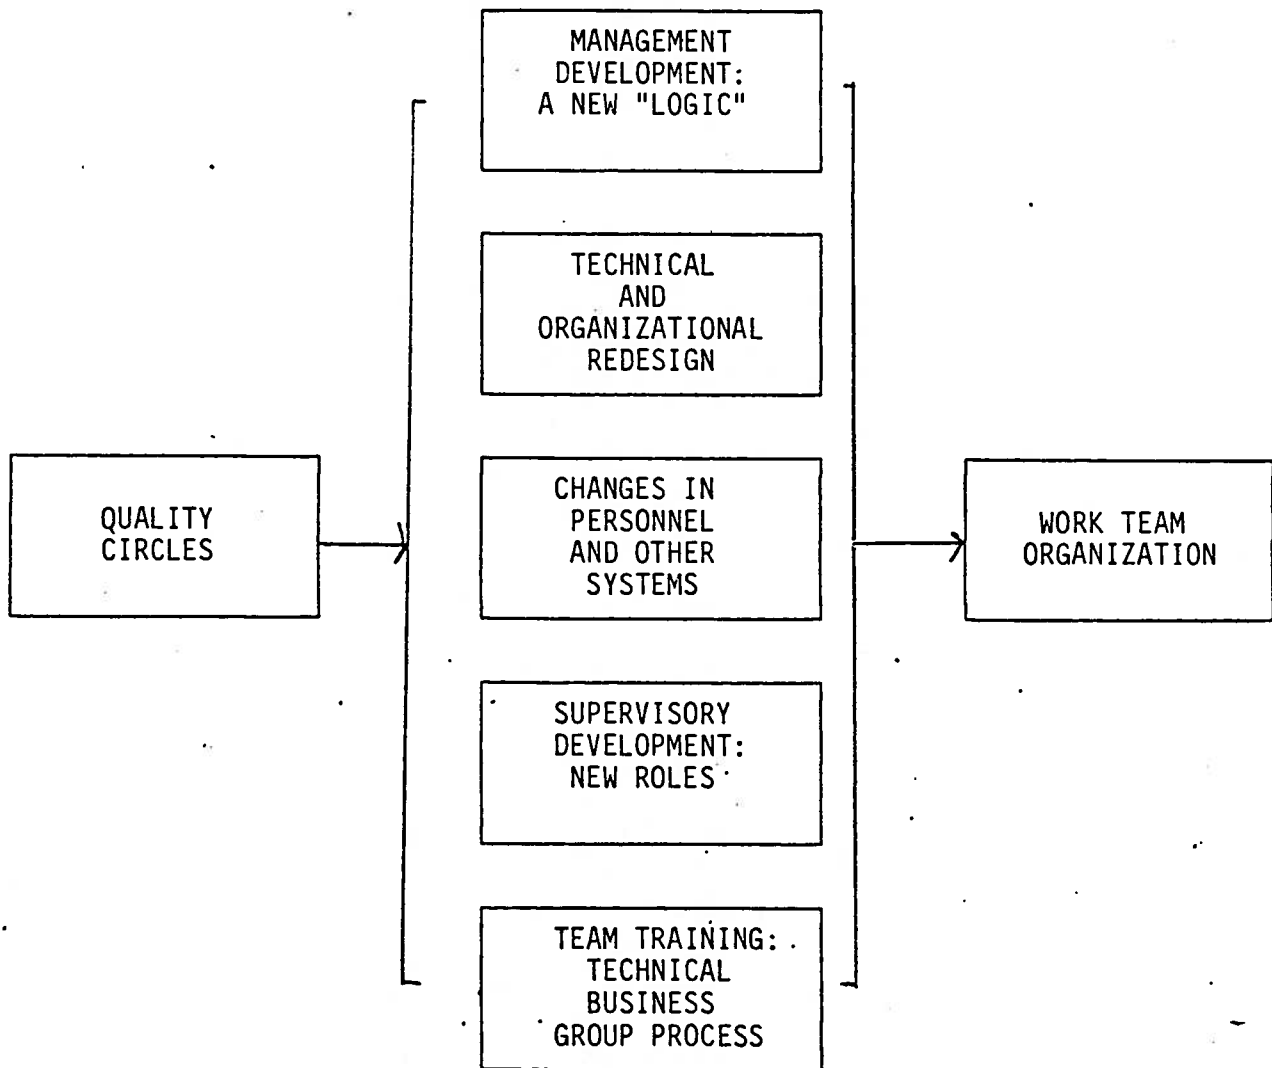 MANAGEMENT
DEVELOPMENT:
A NEW "LOGIC"
TECHNICAL
AND
ORGANIZATIONAL
REDESIGN
QUALITY
CIRCLES
CHANGES IN
PERSONNEL
AND OTHER
SYSTEMS
WORK TEAM
ORGANIZATION
SUPERVISORY
DEVELOPMENT:
NEW ROLES
TEAM TRAINING:
TECHNICAL
BUSINESS
GROUP PROCESS